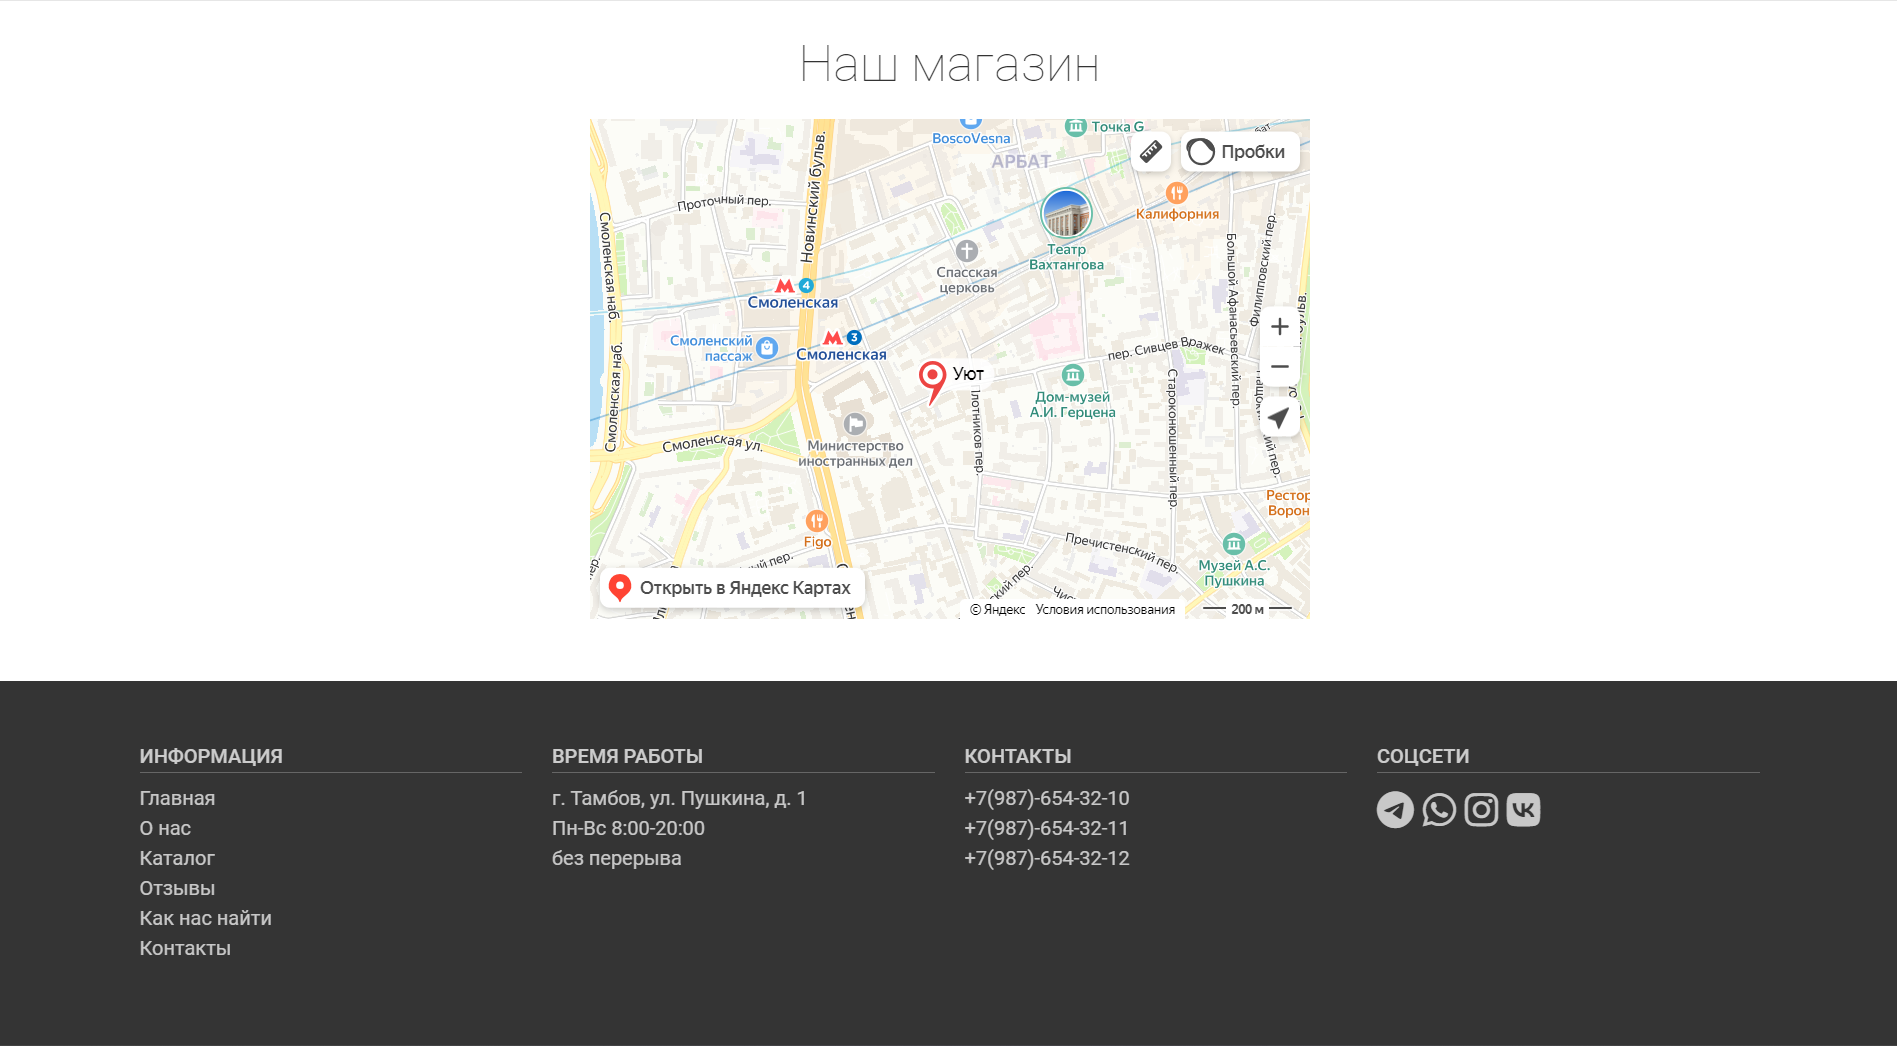 Наш магазин
BoscoVesna
Точка G
АРБАТ
Пробки
Проточный пер.
Новинский бульв.
Калифорния
Смоленская наб.
Большой Афанасьевский пер.
Филипповский пер.
Театр
Вахтангова
Спасская
церковь
4
Смоленская
3
Смоленская
Смоленский
пассаж
пер. Сивцев Вражек
Уют
Смоленская наб.
Дом-музей
А.И. Герцена
Плотников пер.
Староконюшенный пер.
Смоленская ул.
Министерство
иностранных дел
Figo
Рестор
Ворон
Пречистенский пер.
Музей А.С.
Пушкина
Открыть в Яндекс Картах
© Яндекс Условия использования
200 м
ИНФОРМАЦИЯ
Главная
О нас
Каталог
Отзывы
Как нас найти
Контакты
ВРЕМЯ РАБОТЫ
г. Тамбов, ул. Пушкина, д. 1
Пн-Вс 8:00-20:00
без перерыва
КОНТАКТЫ
+7(987)-654-32-10
+7(987)-654-32-11
+7(987)-654-32-12
СОЦСЕТИ